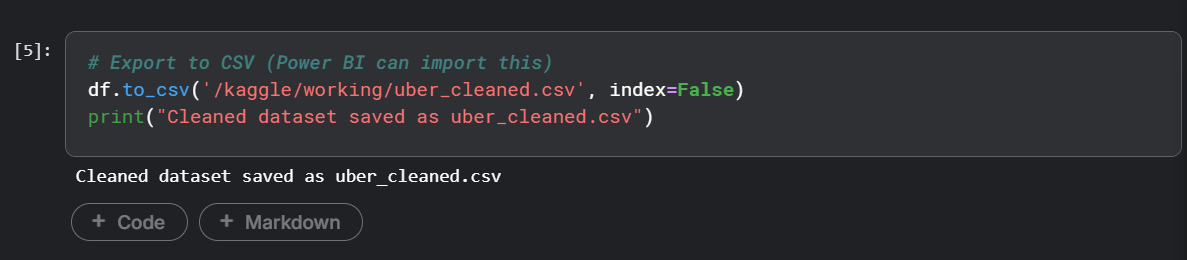 [5]:
# Export to CSV (Power BI can import this)
df.to_csv('/kaggle/working/uber_cleaned.csv', index=False)
print("Cleaned dataset saved as uber_cleaned.csv")
Cleaned dataset saved as uber_cleaned.csv
+ Code + Markdown